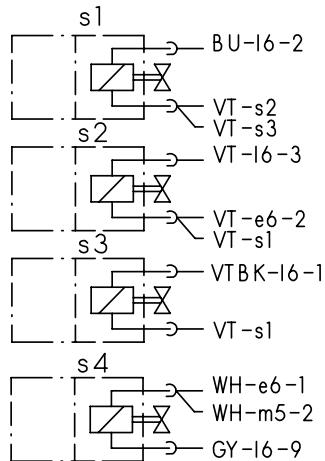 s1
BU-16-2
VT-s2
VT-s3
s2
VT-16-3
VT-e6-2
VT-s1
s3
VTBK-16-1
VT-s1
s4
WH-e6-1
WH-m5-2
GY-16-9